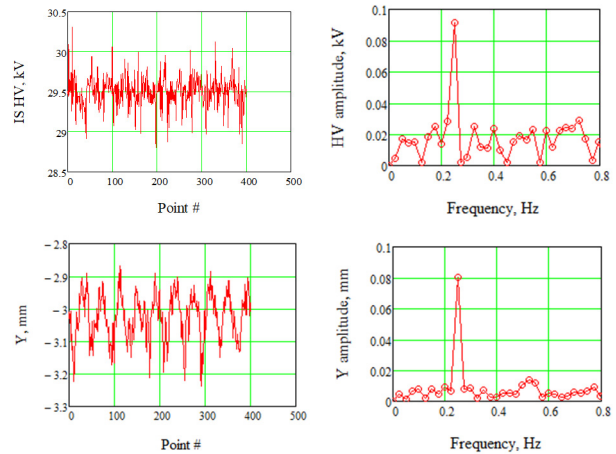 30.5
30
29.5
29
28.5
0 100 200 300 400 500
IS HV, kV
Point #
0.1
0.08
0.06
0.04
0.02
0
0 0.2 0.4 0.6 0.8
HV amplitude, kV
Frequency, Hz
− 2.8
− 2.9
− 3
− 3.1
− 3.2
− 3.3
0 100 200 300 400 500
Y, mm
Point #
0.1
0.08
0.06
0.04
0.02
0
0 0.2 0.4 0.6 0.8
Y amplitude, mm
Frequency, Hz